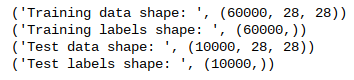 ('Training data shape: ', (60000, 28, 28))
('Training labels shape: ', (60000,))
('Test data shape: ', (10000, 28, 28))
('Test labels shape: ', (10000,))